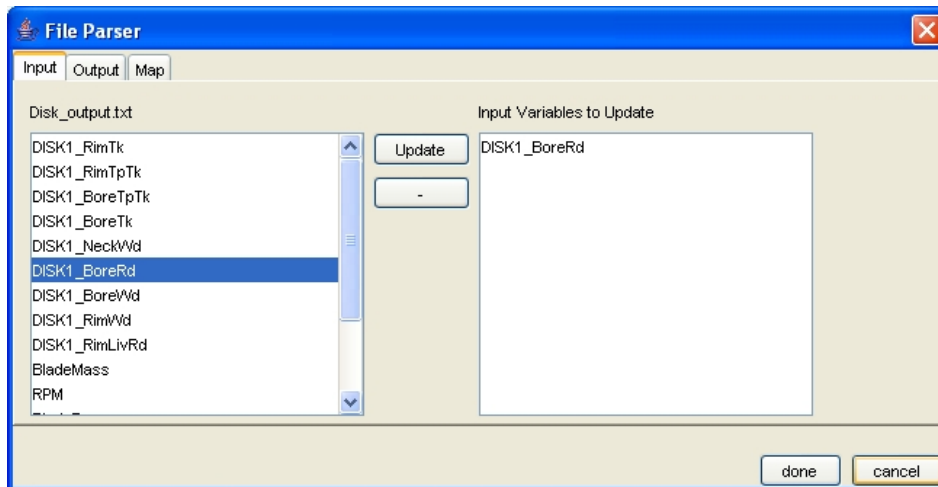 File Parser
Input Output Map
Disk_output.txt
DISK1_RimTk
DISK1_RimTpTk
DISK1_BoreTpTk
DISK1_BoreTk
DISK1_NeckWd
DISK1_BoreRd
DISK1_BoreWd
DISK1_RimWd
DISK1_RimLivRd
BladeMass
RPM
Update
-
Input Variables to Update
DISK1_BoreRd
done cancel